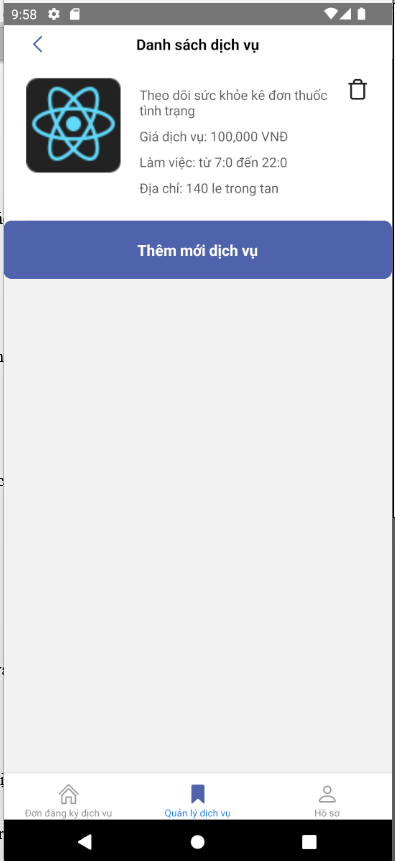 9:58
Danh sách dịch vụ
Theo dõi sức khỏe kê đơn thuốc
tình trạng
Giá dịch vụ: 100,000 VNĐ
Làm việc: từ 7:0 đến 22:0
Địa chỉ: 140 le trong tan
Thêm mới dịch vụ
Đơn đăng ký dịch vụ
Quản lý dịch vụ
Hồ sơ